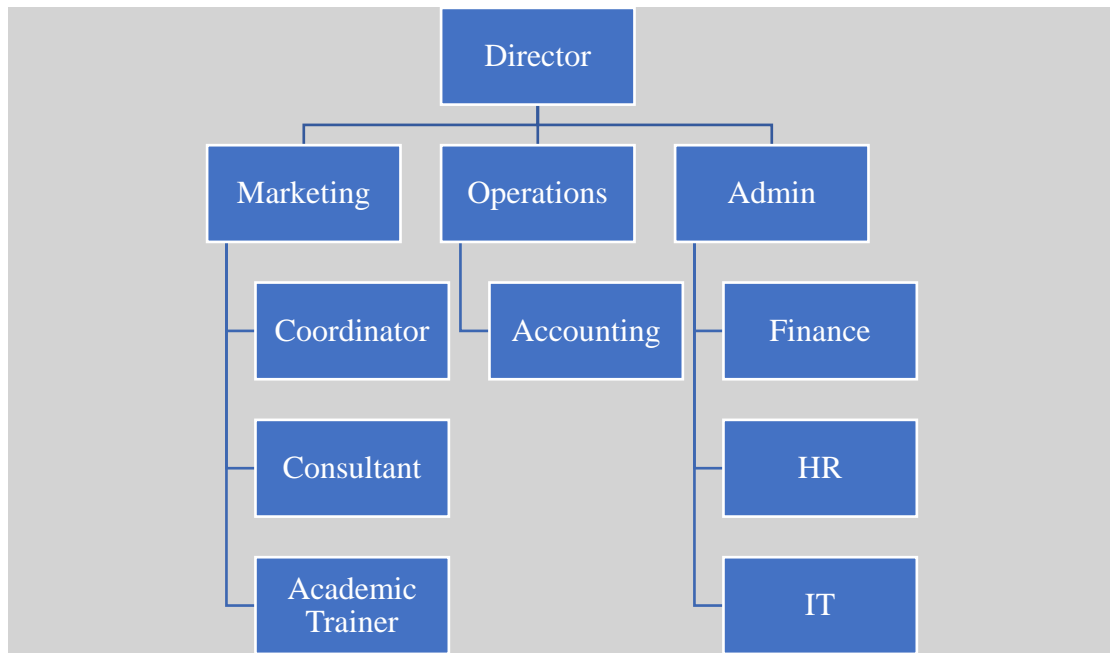 Director
Marketing
Operations
Admin
Coordinator
Accounting
Finance
Consultant
HR
Academic
Trainer
IT